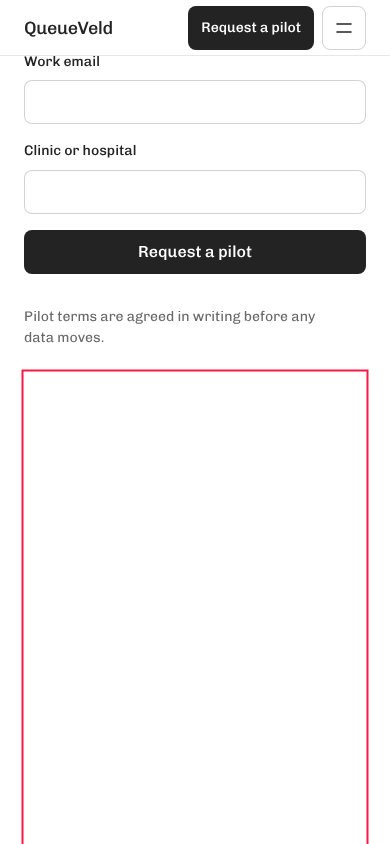 QueueVeld
Request a pilot
Work email
Clinic or hospital
Request a pilot
Pilot terms are agreed in writing before any
data moves.